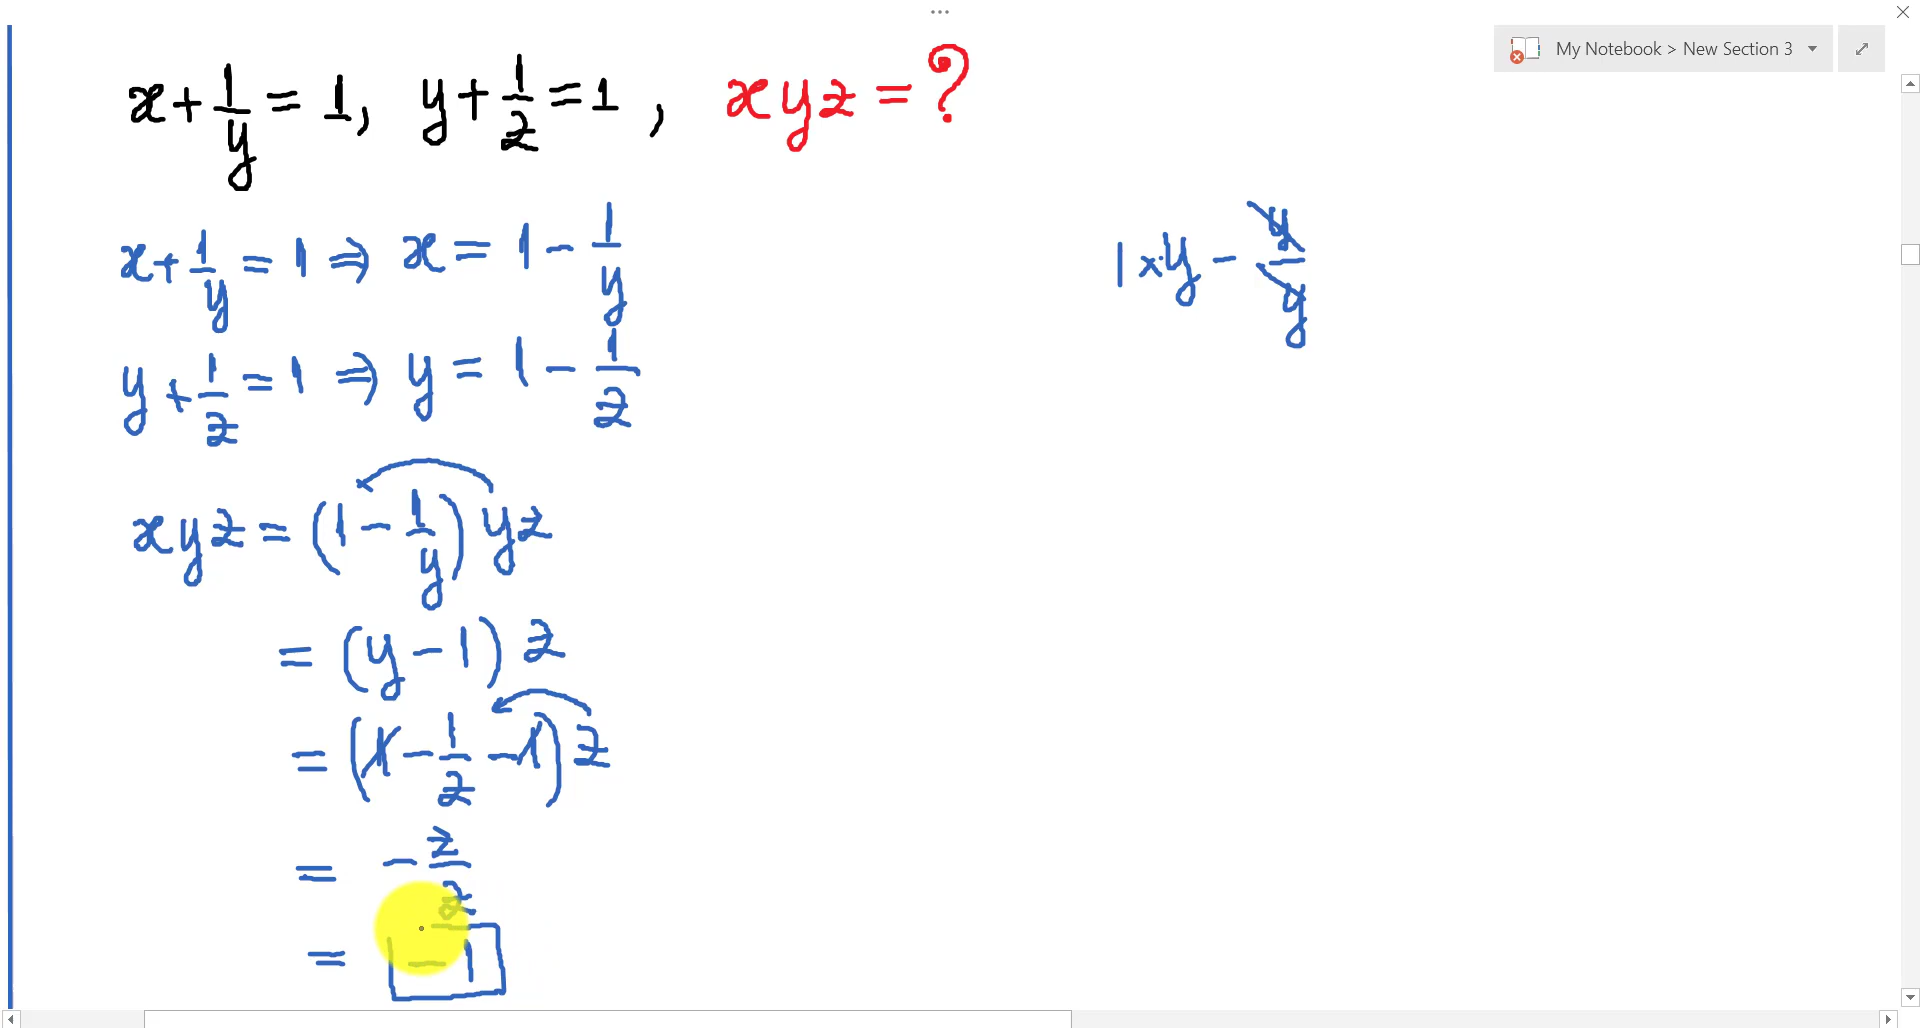 My Notebook > New Section 3
x + 1/y = 1, y + 1/z = 1, xyz = ?
x + 1/y = 1 ⇒ x = 1 - 1/y
1 × y - y/y
y + 1/z = 1 ⇒ y = 1 - 1/z
xyz = (1 - 1/y) yz
= (y - 1) z
= (1 - 1/z - 1) z
= - z/z
= -1